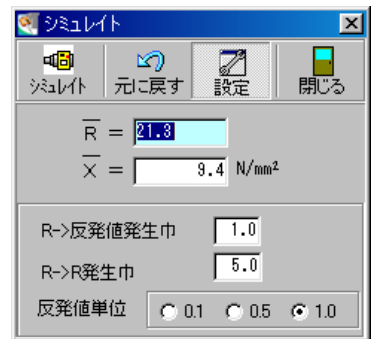 シミュレイト
シミュレイト 元に戻す 設定 閉じる
R = 21.3
X = 9.4 N/mm²
R->反発値発生巾 1.0
R->R発生巾 5.0
反発値単位 0.1 0.5 1.0